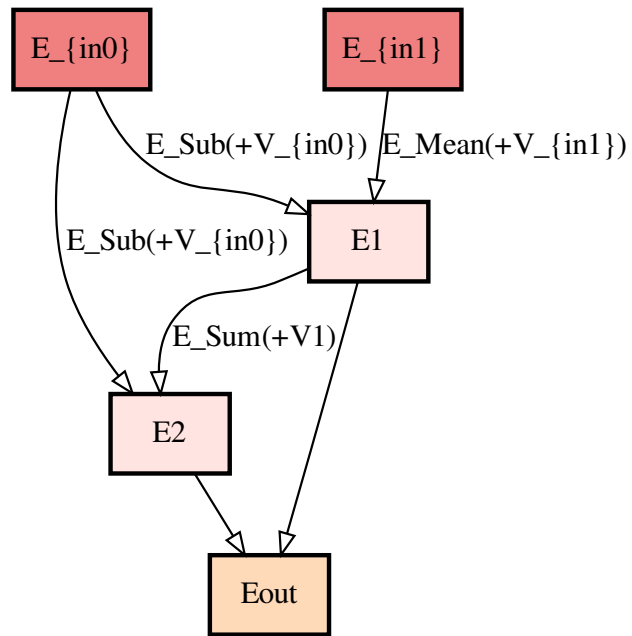 E_{in0}
E_{in1}
E_Sub(+V_{in0})
E_Mean(+V_{in1})
E1
E_Sub(+V_{in0})
E_Sum(+V1)
E2
Eout